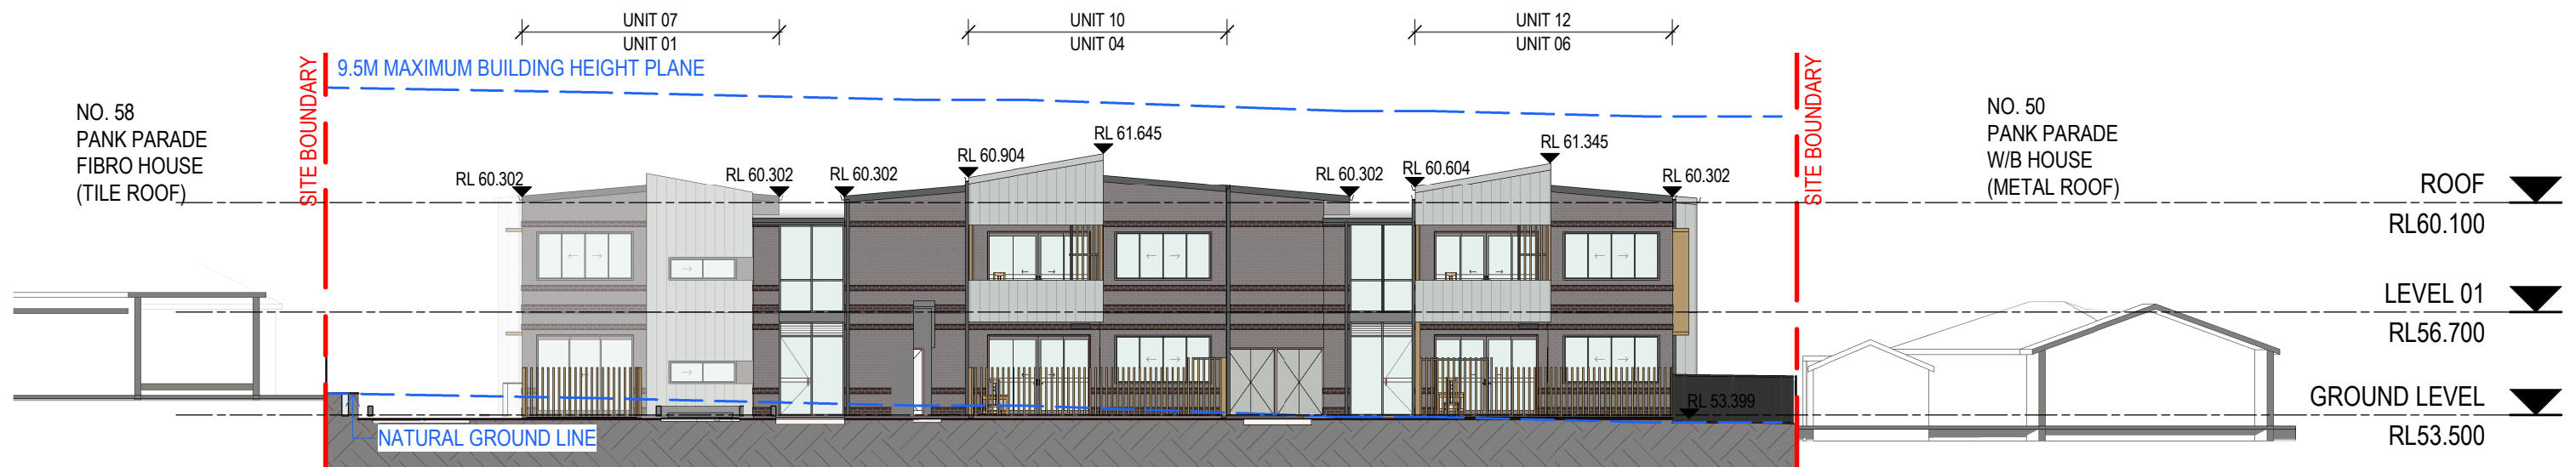 UNIT 07
UNIT 01
UNIT 10
UNIT 04
UNIT 12
UNIT 06
9.5M MAXIMUM BUILDING HEIGHT PLANE
SITE BOUNDARY
SITE BOUNDARY
NO. 58
PANK PARADE
FIBRO HOUSE
(TILE ROOF)
NO. 50
PANK PARADE
W/B HOUSE
(METAL ROOF)
RL 60.302
RL 60.302
RL 60.302
RL 60.904
RL 61.645
RL 60.302
RL 60.604
RL 61.345
RL 60.302
ROOF
RL60.100
LEVEL 01
RL56.700
RL 53.399
GROUND LEVEL
RL53.500
NATURAL GROUND LINE